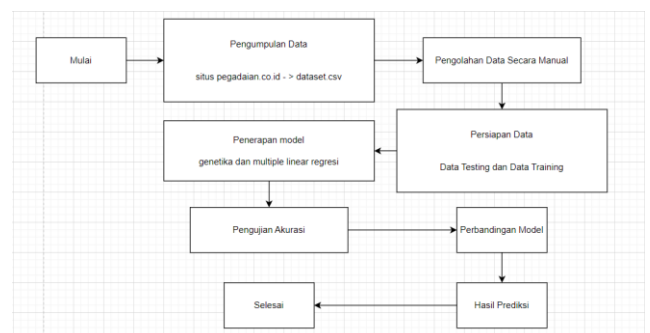 Mulai
Pengumpulan Data
situs pegadaian.co.id - > dataset.csv
Pengolahan Data Secara Manual
Persiapan Data
Data Testing dan Data Training
Penerapan model
genetika dan multiple linear regresi
Pengujian Akurasi
Perbandingan Model
Hasil Prediksi
Selesai